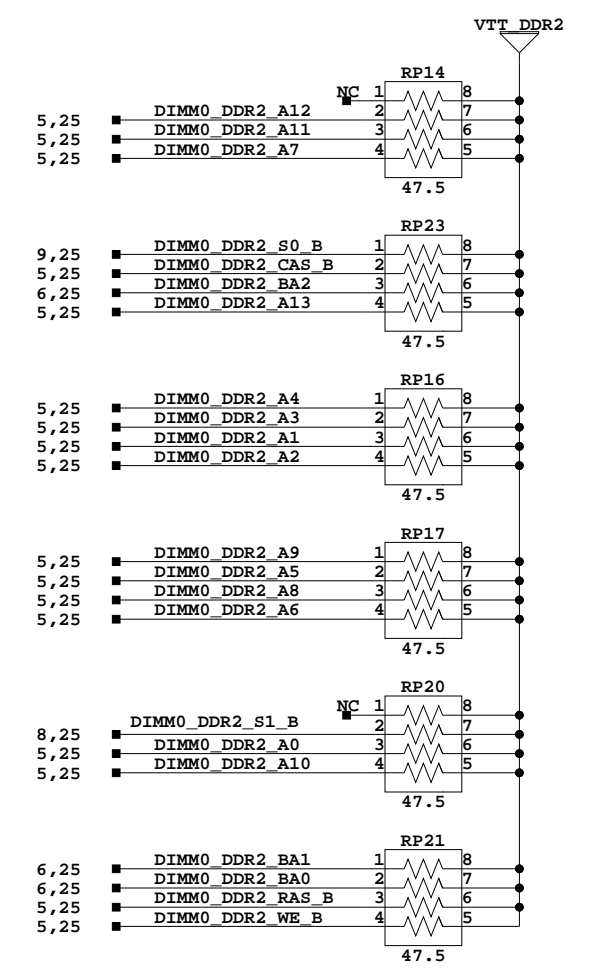 VTT_DDR2
RP14
NC 1 8
DIMM0_DDR2_A12 2 7
5,25 DIMM0_DDR2_A11 3 6
5,25 DIMM0_DDR2_A7 4 5
5,25
47.5
RP23
DIMM0_DDR2_S0_B 1 8
9,25 DIMM0_DDR2_CAS_B 2 7
5,25 DIMM0_DDR2_BA2 3 6
6,25 DIMM0_DDR2_A13 4 5
5,25
47.5
RP16
DIMM0_DDR2_A4 1 8
5,25 DIMM0_DDR2_A3 2 7
5,25 DIMM0_DDR2_A1 3 6
5,25 DIMM0_DDR2_A2 4 5
5,25
47.5
RP17
DIMM0_DDR2_A9 1 8
5,25 DIMM0_DDR2_A5 2 7
5,25 DIMM0_DDR2_A8 3 6
5,25 DIMM0_DDR2_A6 4 5
5,25
47.5
RP20
NC 1 8
DIMM0_DDR2_S1_B 2 7
8,25 DIMM0_DDR2_A0 3 6
5,25 DIMM0_DDR2_A10 4 5
5,25
47.5
RP21
DIMM0_DDR2_BA1 1 8
6,25 DIMM0_DDR2_BA0 2 7
6,25 DIMM0_DDR2_RAS_B 3 6
5,25 DIMM0_DDR2_WE_B 4 5
5,25
47.5